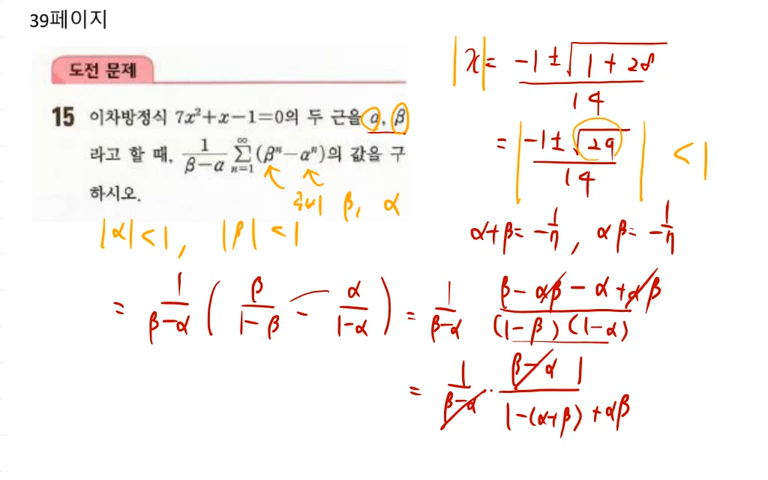 39페이지
도전 문제
15 이차방정식 7x²+x−1=0의 두 근을 α, β
라고 할 때, 1/(β−α) ∑(n=1→∞) (βⁿ−αⁿ)의 값을 구
하시오.
공비 β, α
|α|<1, |β|<1
|x|= (−1±√(1+28))/14
= |(−1±√29)/14| <1
α+β=−1/7, αβ=−1/7
= 1/(β−α) ( β/(1−β) − α/(1−α) ) = 1/(β−α) (β−αβ−α+αβ)/((1−β)(1−α))
= 1/(β−α) · (β−α) 1/(1−(α+β)+αβ)